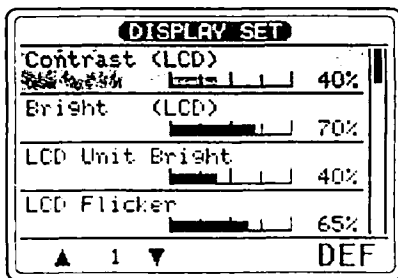 DISPLAY SET
Contrast (LCD)
40%
Bright (LCD)
70%
LCD Unit Bright
40%
LCD Flicker
65%
▲ 1 ▼ DEF